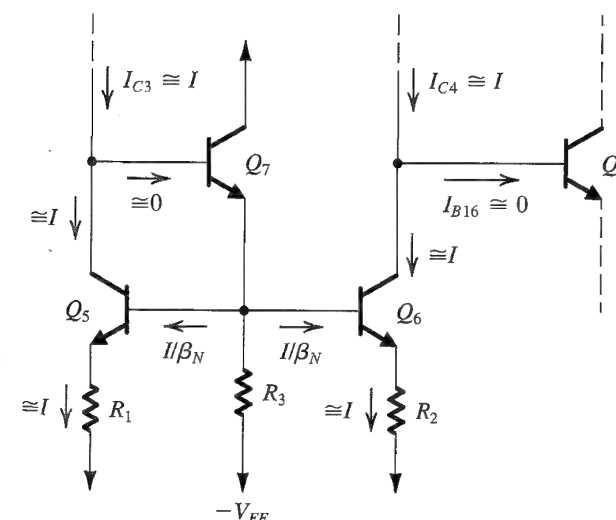 I_{C3} ≅ I
I_{C4} ≅ I
Q_7
Q
≅0
I_{B16} ≅ 0
≅I
≅I
Q_5
Q_6
I/β_N
I/β_N
≅I
R_1
R_3
≅I
R_2
−V_{EE}